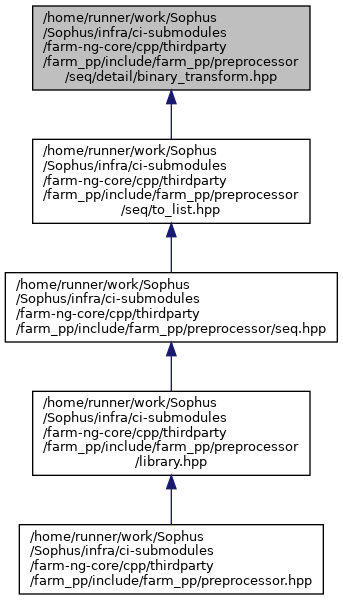 /home/runner/work/Sophus
/Sophus/infra/ci-submodules
/farm-ng-core/cpp/thirdparty
/farm_pp/include/farm_pp/preprocessor
/seq/detail/binary_transform.hpp
/home/runner/work/Sophus
/Sophus/infra/ci-submodules
/farm-ng-core/cpp/thirdparty
/farm_pp/include/farm_pp/preprocessor
/seq/to_list.hpp
/home/runner/work/Sophus
/Sophus/infra/ci-submodules
/farm-ng-core/cpp/thirdparty
/farm_pp/include/farm_pp/preprocessor/seq.hpp
/home/runner/work/Sophus
/Sophus/infra/ci-submodules
/farm-ng-core/cpp/thirdparty
/farm_pp/include/farm_pp/preprocessor
/library.hpp
/home/runner/work/Sophus
/Sophus/infra/ci-submodules
/farm-ng-core/cpp/thirdparty
/farm_pp/include/farm_pp/preprocessor.hpp